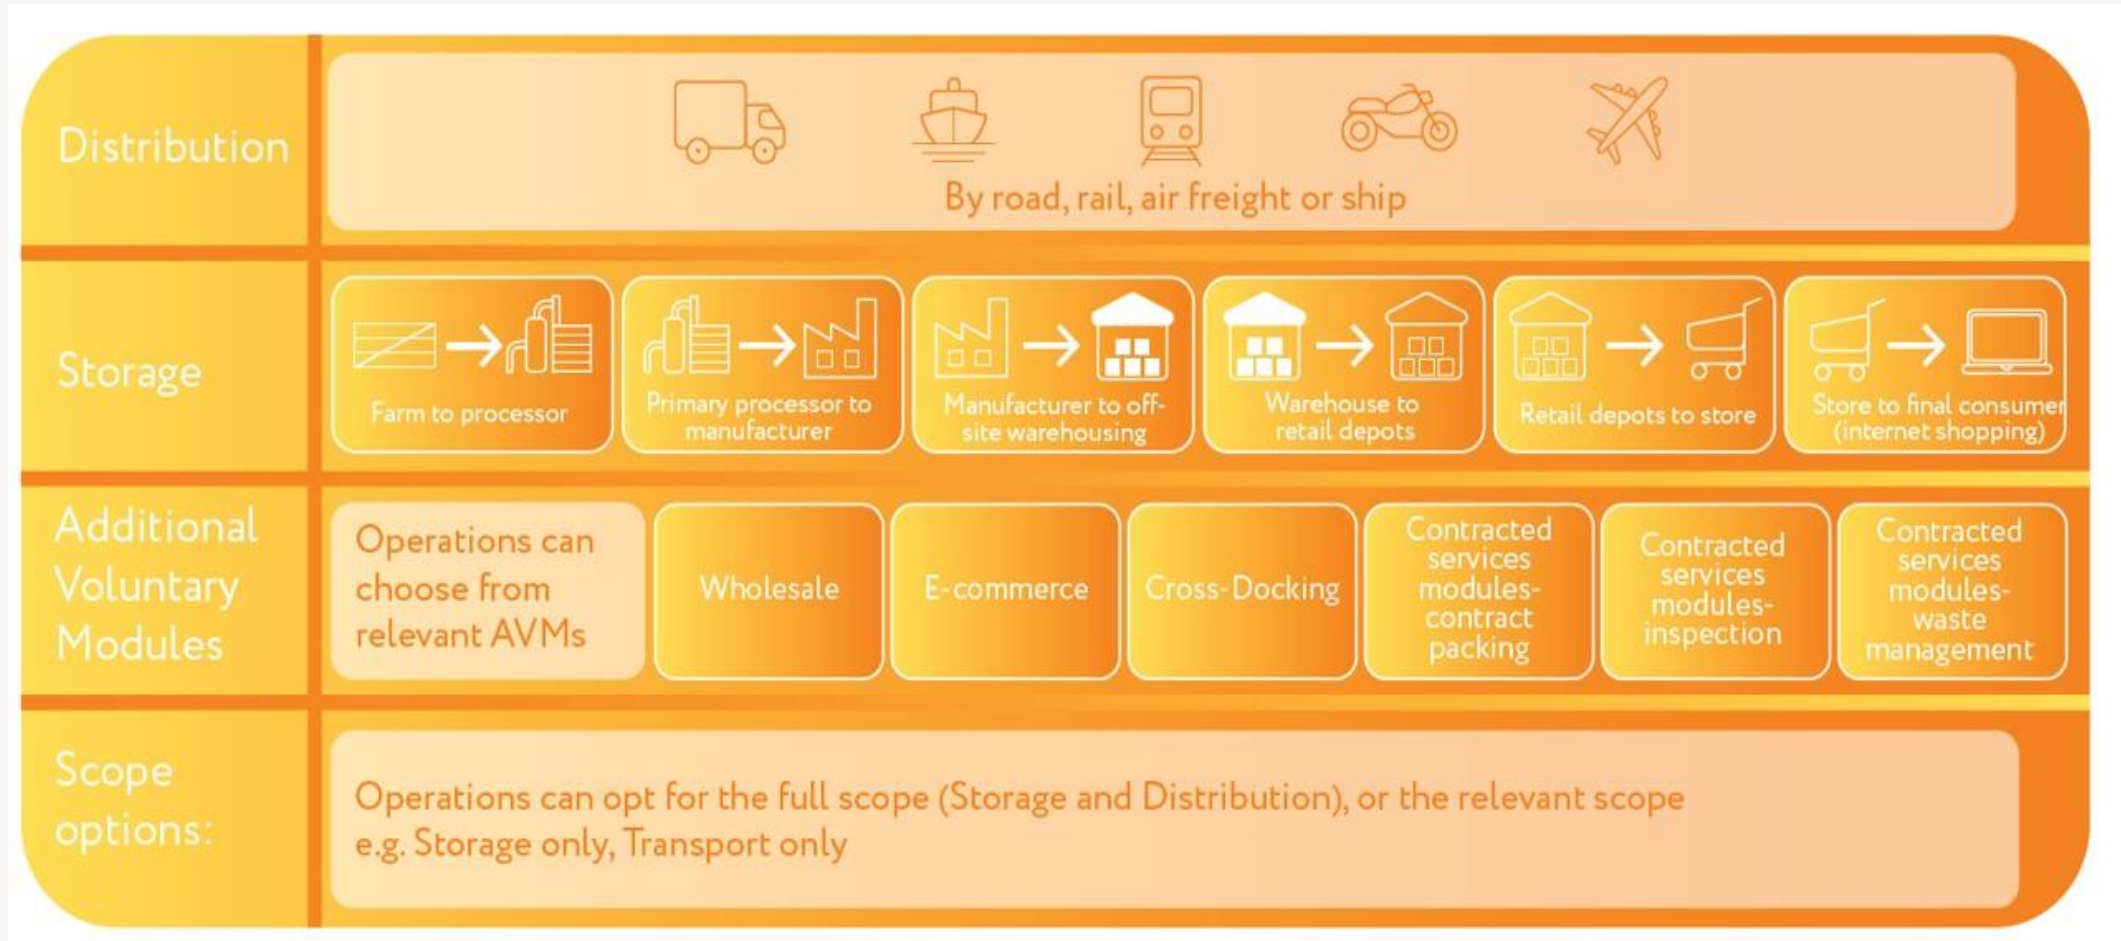 Distribution
By road, rail, air freight or ship
Storage
Farm to processor
Primary processor to
manufacturer
Manufacturer to off-
site warehousing
Warehouse to
retail depots
Retail depots to store
Store to final consumer
(internet shopping)
Additional
Voluntary
Modules
Operations can
choose from
relevant AVMs
Wholesale
E-commerce
Cross-Docking
Contracted
services
modules-
contract
packing
Contracted
services
modules-
inspection
Contracted
services
modules-
waste
management
Scope
options:
Operations can opt for the full scope (Storage and Distribution), or the relevant scope
e.g. Storage only, Transport only